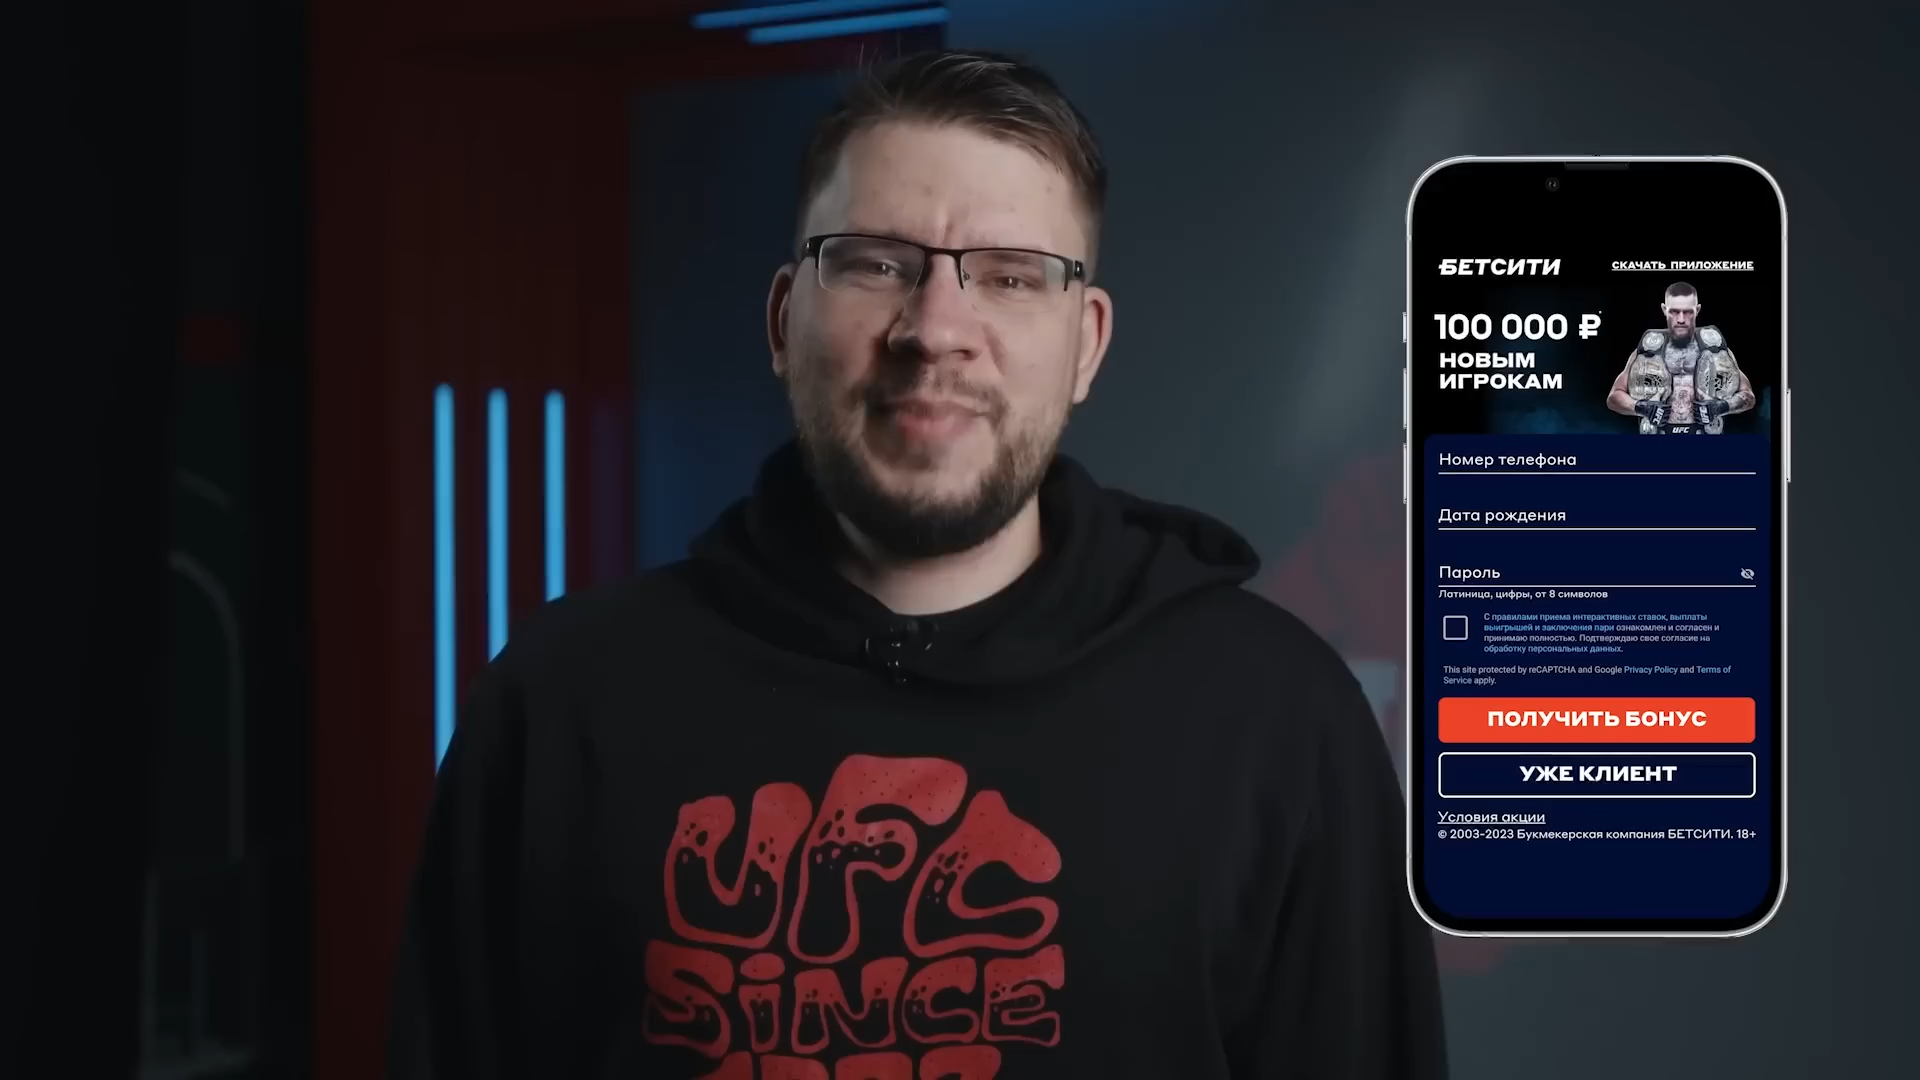 UFC
SINCE
БЕТСИТИ
СКАЧАТЬ ПРИЛОЖЕНИЕ
100 000 ₽*
НОВЫМ
ИГРОКАМ
UFC
Номер телефона
Дата рождения
Пароль
Латиница, цифры, от 8 символов
С правилами приема интерактивных ставок, выплаты
выигрышей и заключения пари ознакомлен и согласен и
принимаю полностью. Подтверждаю свое согласие на
обработку персональных данных.
This site protected by reCAPTCHA and Google Privacy Policy and Terms of
Service apply.
ПОЛУЧИТЬ БОНУС
УЖЕ КЛИЕНТ
Условия акции
© 2003-2023 Букмекерская компания БЕТСИТИ. 18+